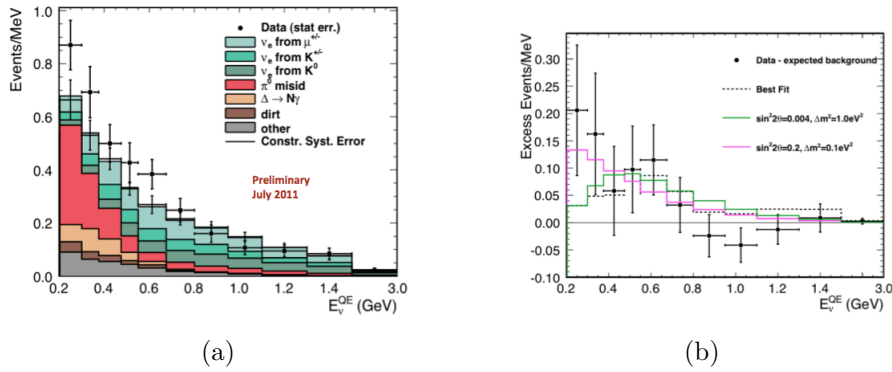 Events/MeV
1.0
0.8
0.6
0.4
0.2
0.0
Data (stat err.)
νe from μ+/-
νe from K+/-
νe from K0
π0 misid
Δ → Nγ
dirt
other
Constr. Syst. Error
Preliminary
July 2011
0.2 0.4 0.6 0.8 1.0 1.2 1.4 3.0
EνQE (GeV)
(a)
Excess Events/MeV
0.30
0.25
0.20
0.15
0.10
0.05
0.00
-0.05
-0.10
Data - expected background
Best Fit
sin²2θ=0.004, Δm²=1.0eV²
sin²2θ=0.2, Δm²=0.1eV²
0.2 0.4 0.6 0.8 1.0 1.2 1.4 3.0
EνQE (GeV)
(b)